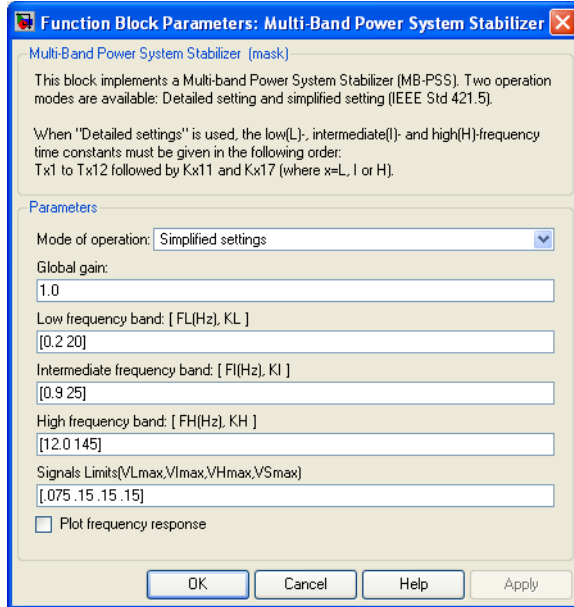 Function Block Parameters: Multi-Band Power System Stabilizer
Multi-Band Power System Stabilizer (mask)
This block implements a Multi-band Power System Stabilizer (MB-PSS). Two operation
modes are available: Detailed setting and simplified setting (IEEE Std 421.5).
When "Detailed settings" is used, the low(L)-, intermediate(I)- and high(H)-frequency
time constants must be given in the following order:
Tx1 to Tx12 followed by Kx11 and Kx17 (where x=L, I or H).
Parameters
Mode of operation: Simplified settings
Global gain:
1.0
Low frequency band: [ FL(Hz), KL ]
[0.2 20]
Intermediate frequency band: [ FI(Hz), KI ]
[0.9 25]
High frequency band: [ FH(Hz), KH ]
[12.0 145]
Signals Limits(VLmax,VImax,VHmax,VSmax)
[.075 .15 .15 .15]
Plot frequency response
OK Cancel Help Apply